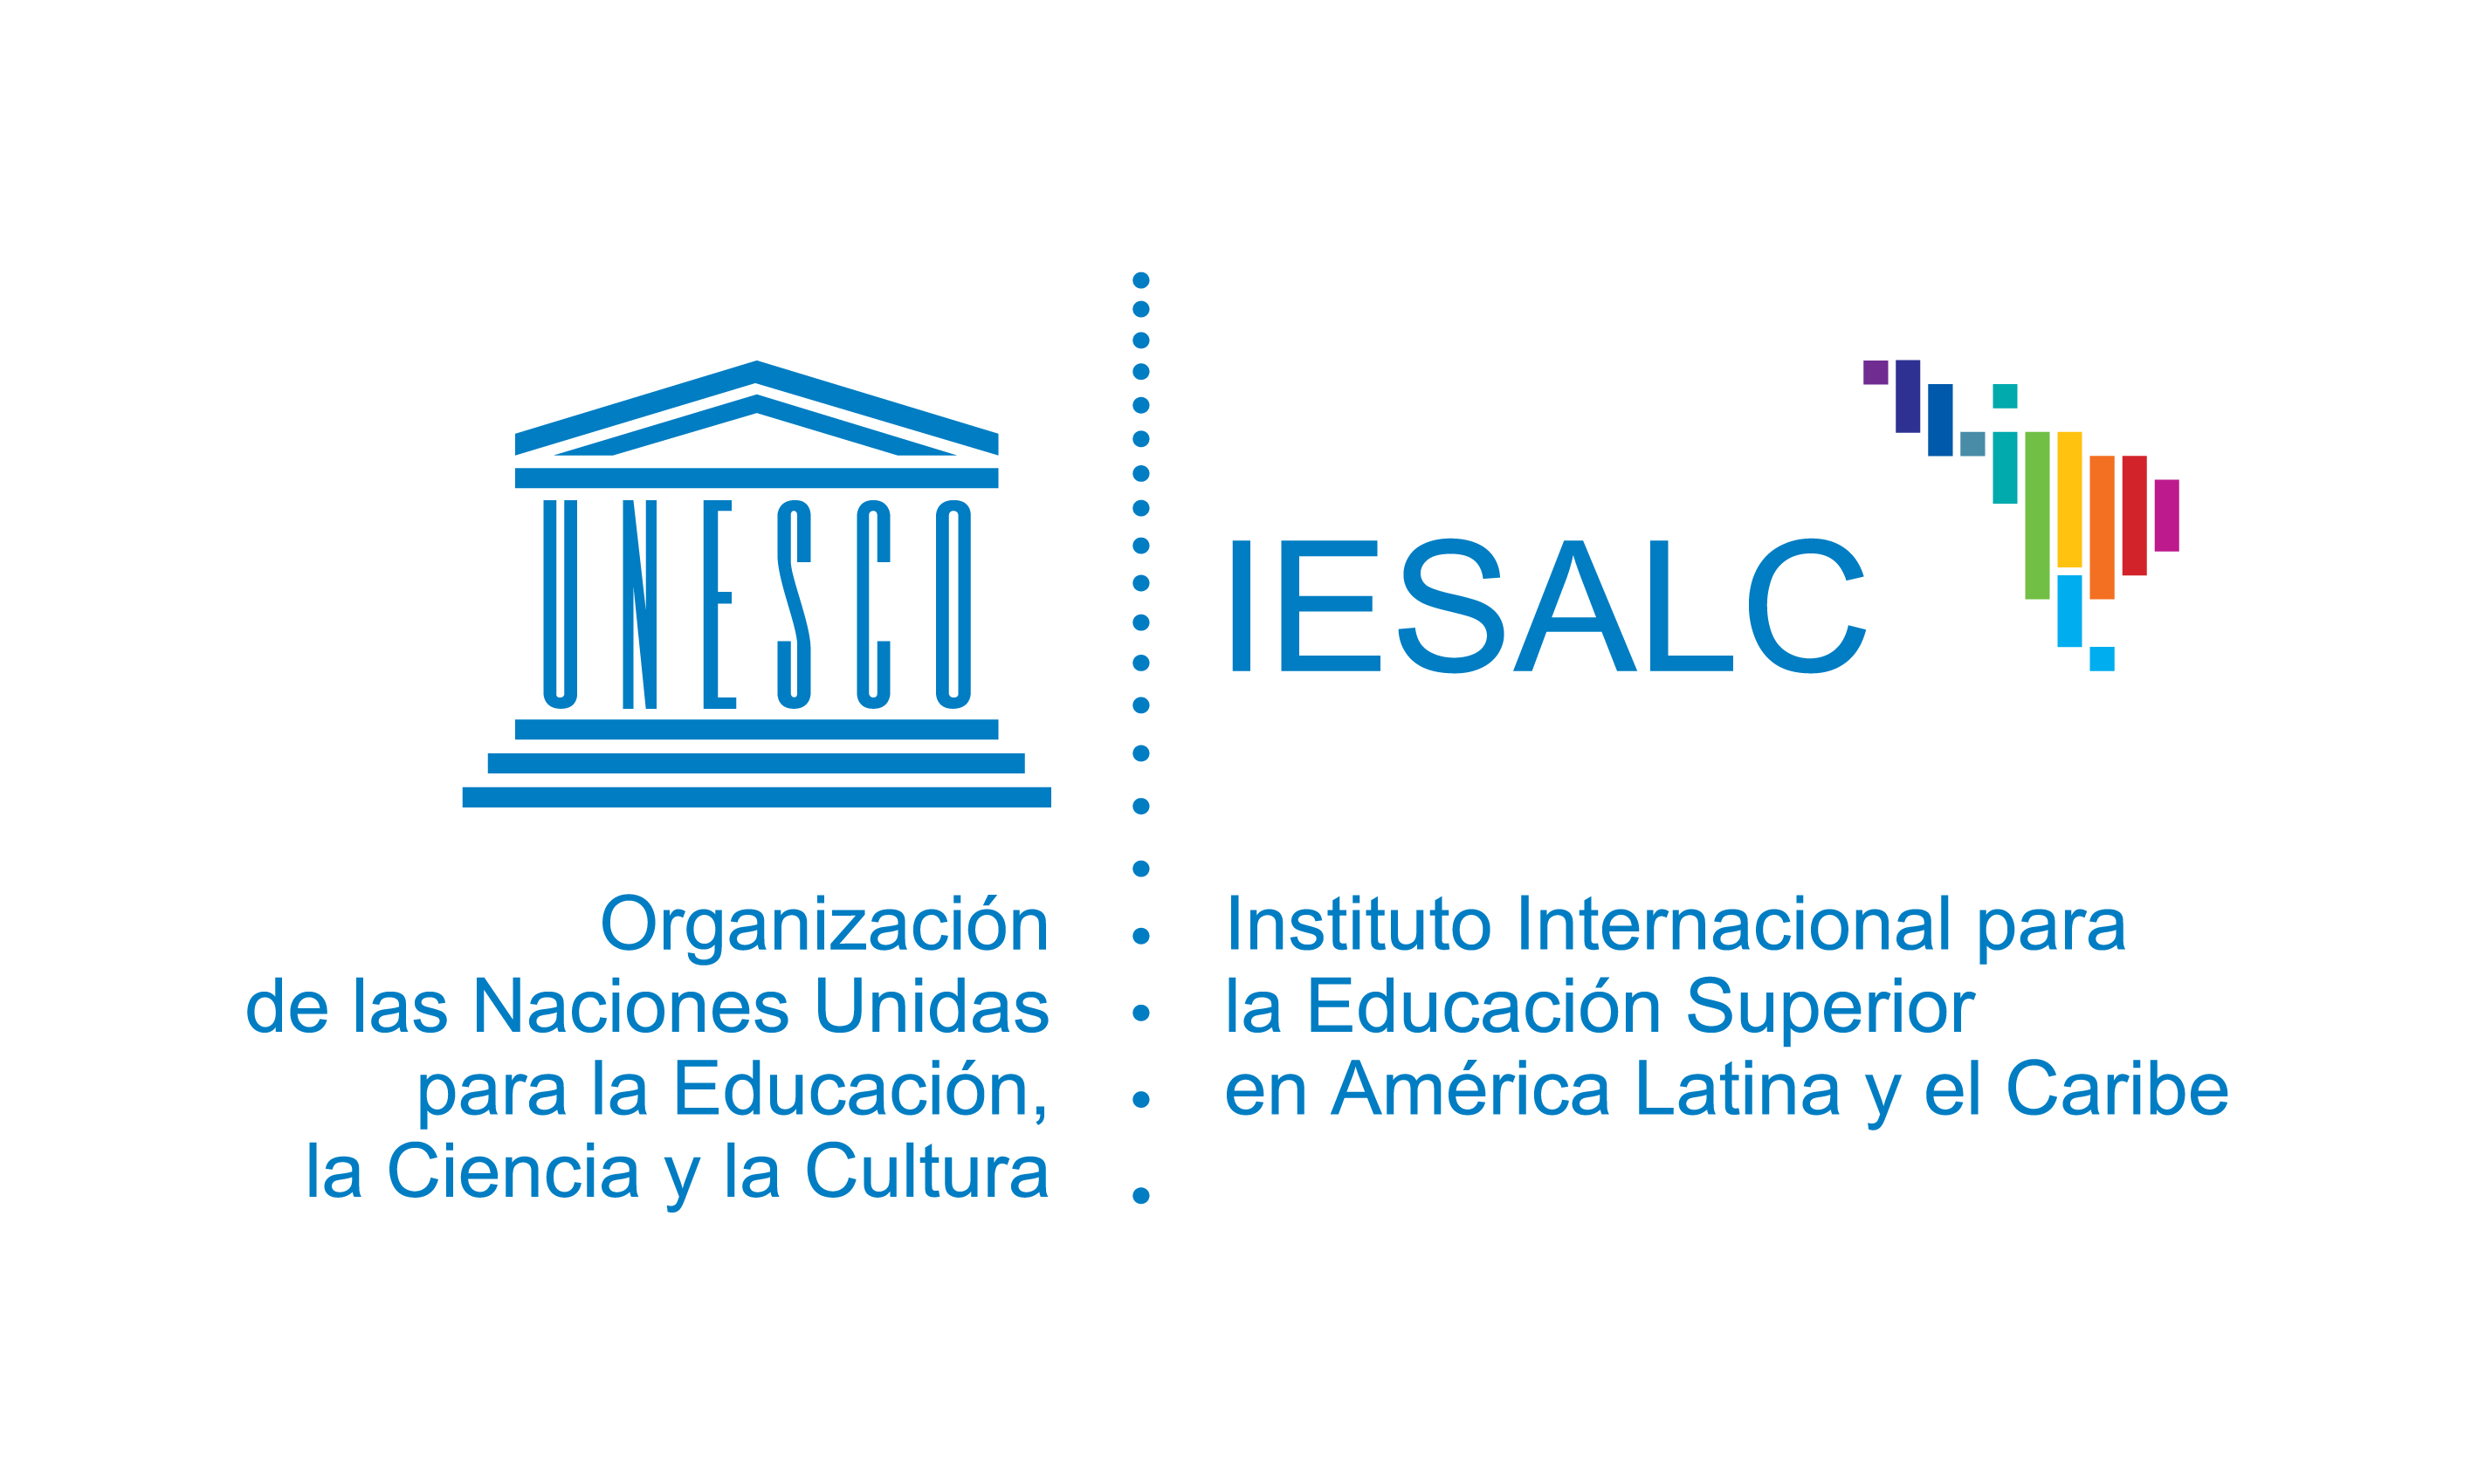 UNESCO
Organización
de las Naciones Unidas
para la Educación,
la Ciencia y la Cultura
IESALC
Instituto Internacional para
la Educación Superior
en América Latina y el Caribe